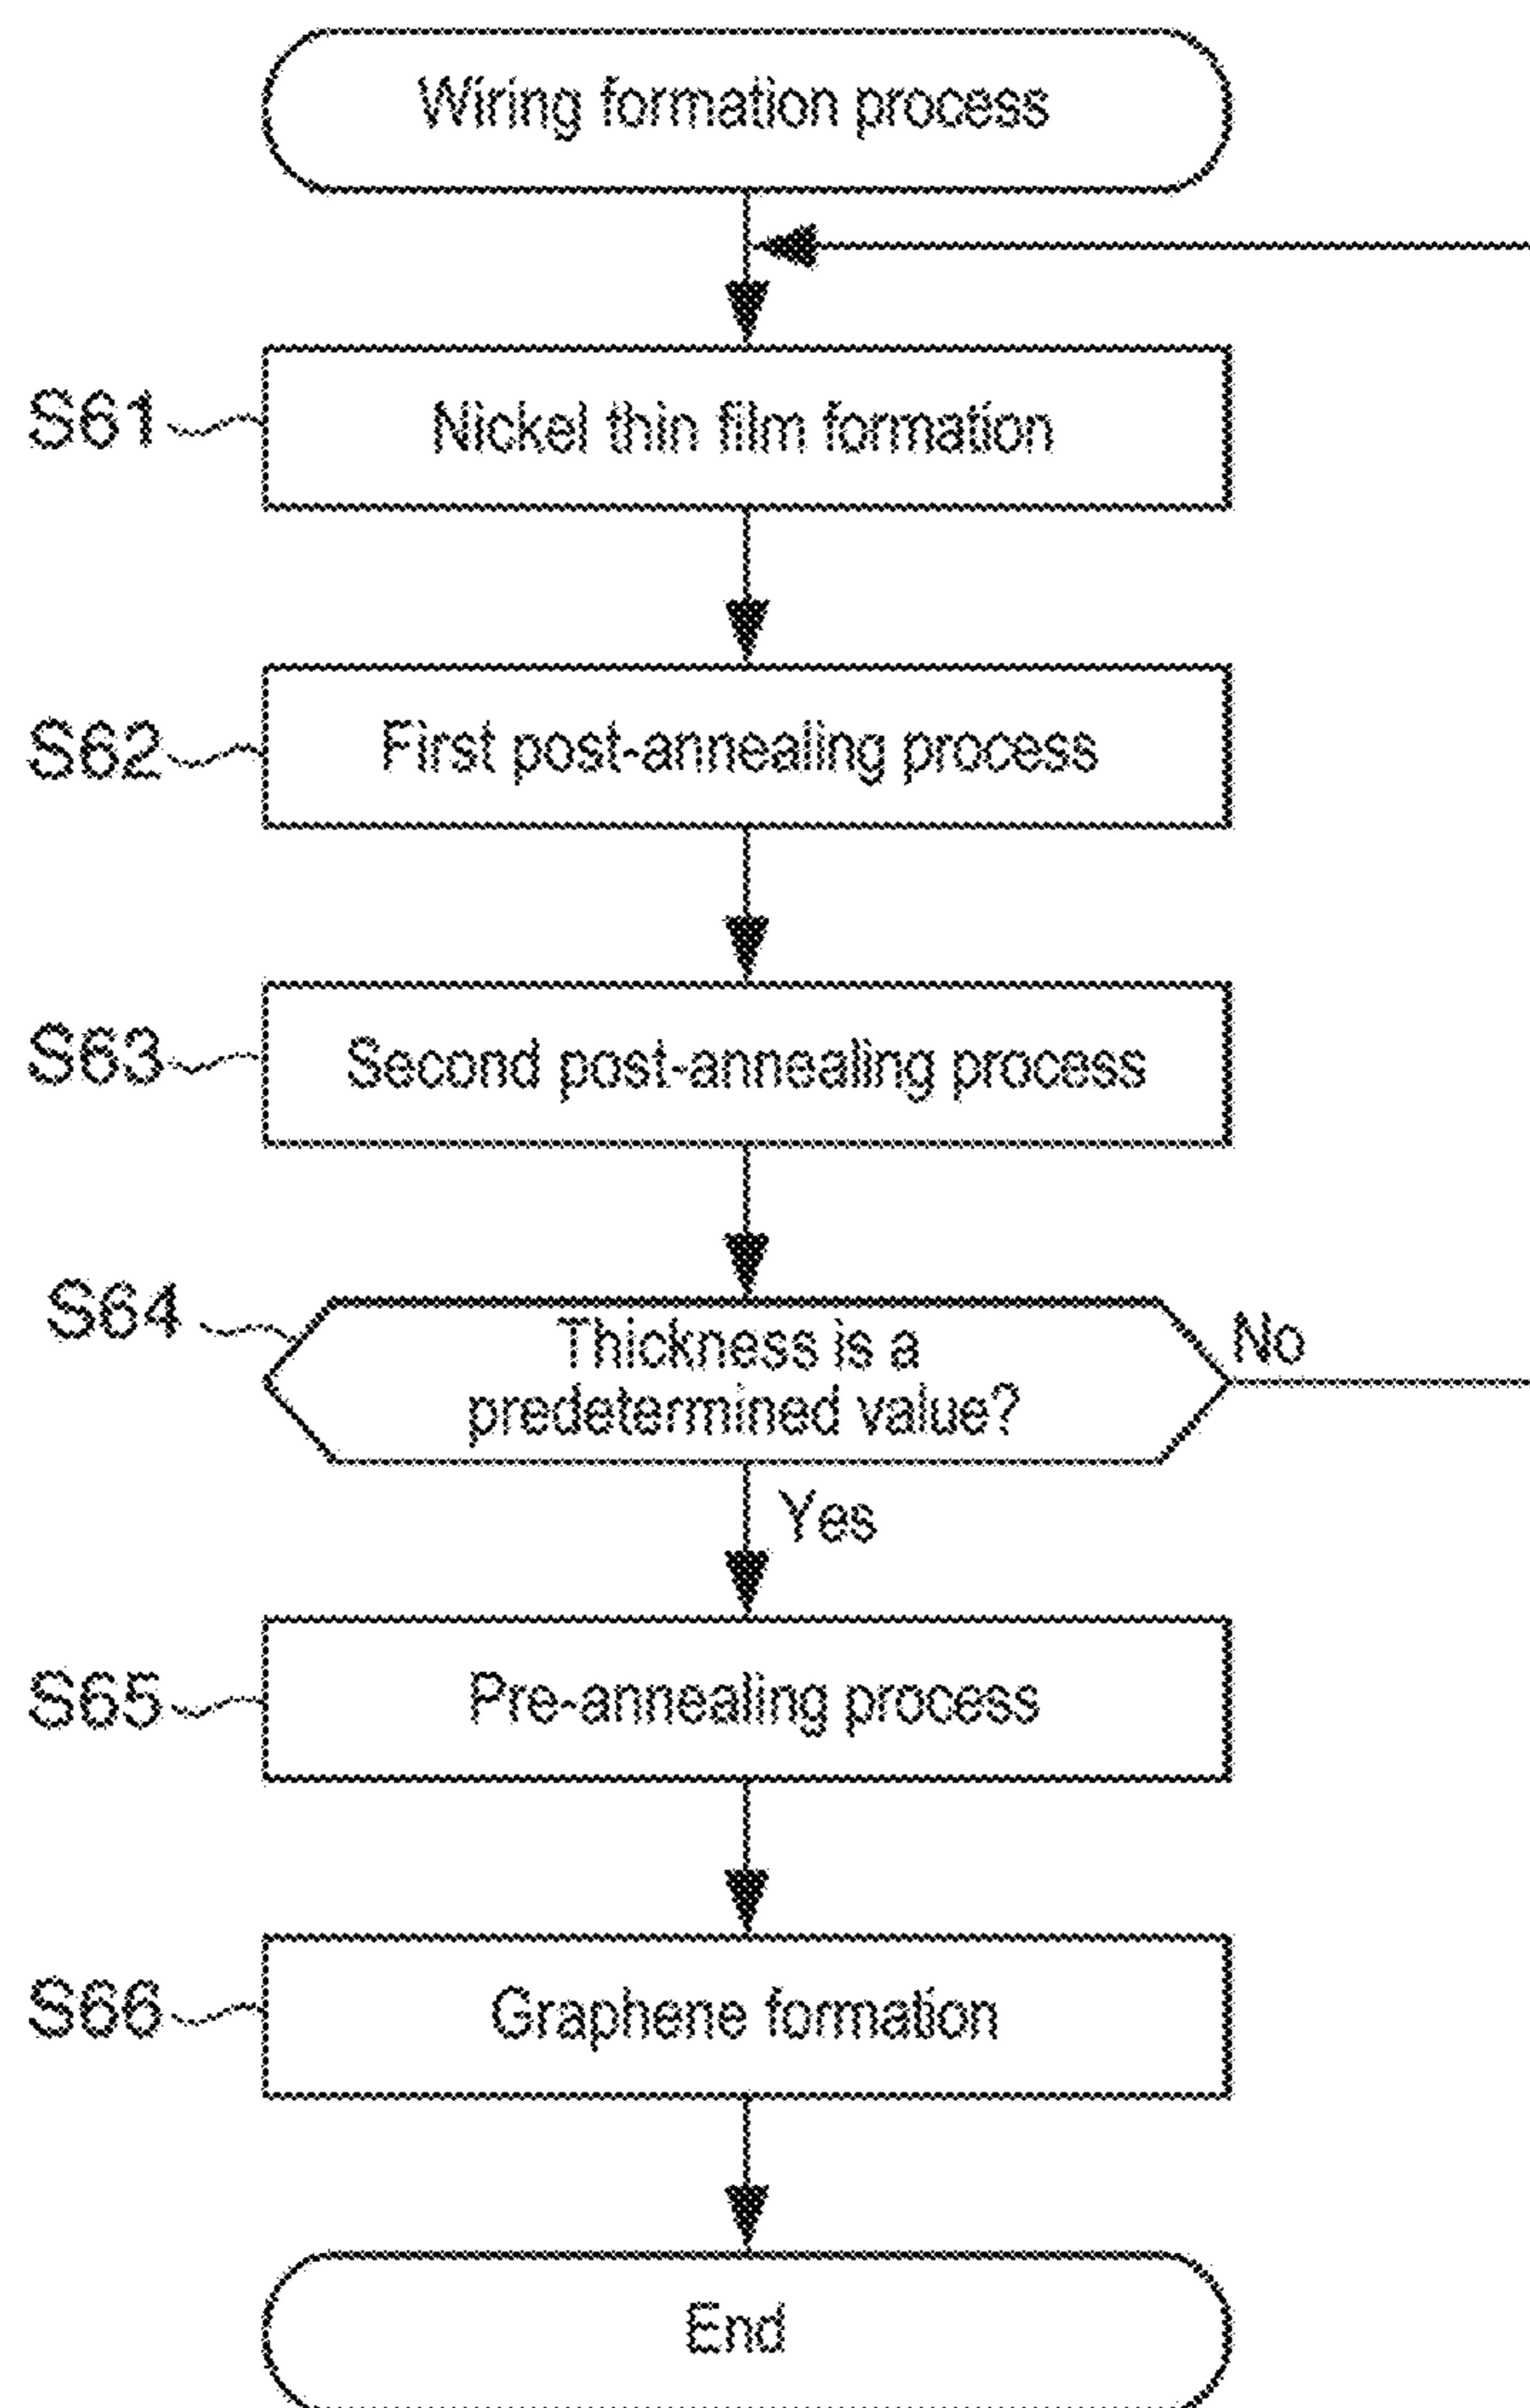 Wiring formation process
S61
Nickel thin film formation
S62
First post-annealing process
S63
Second post-annealing process
S64
Thickness is a
predetermined value?
No
Yes
S65
Pre-annealing process
S66
Graphene formation
End